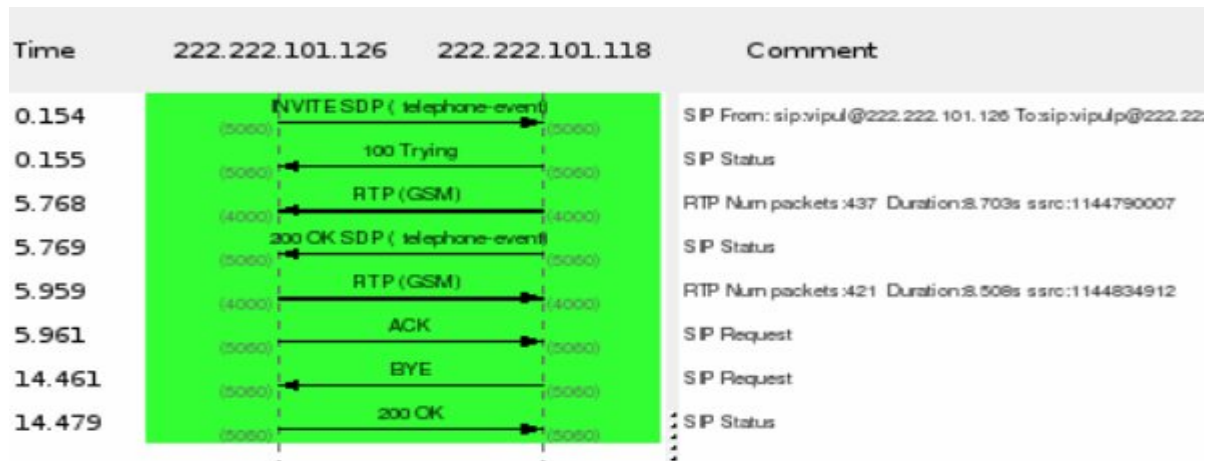 Time 222.222.101.126 222.222.101.118 Comment
INVITE SDP ( telephone-event)
0.154 (5060) (5060) SIP From: sip:vipul@222.222.101.126 To:sip:vipulp@222.22
100 Trying
0.155 (5060) (5060) SIP Status
RTP (GSM)
5.768 (4000) (4000) RTP Num packets:437 Duration:8.703s ssrc:1144790007
200 OK SDP ( telephone-event)
5.769 (5060) (5060) SIP Status
RTP (GSM)
5.959 (4000) (4000) RTP Num packets:421 Duration:8.508s ssrc:1144834912
ACK
5.961 (5060) (5060) SIP Request
BYE
14.461 (5060) (5060) SIP Request
200 OK
14.479 (5060) (5060) SIP Status